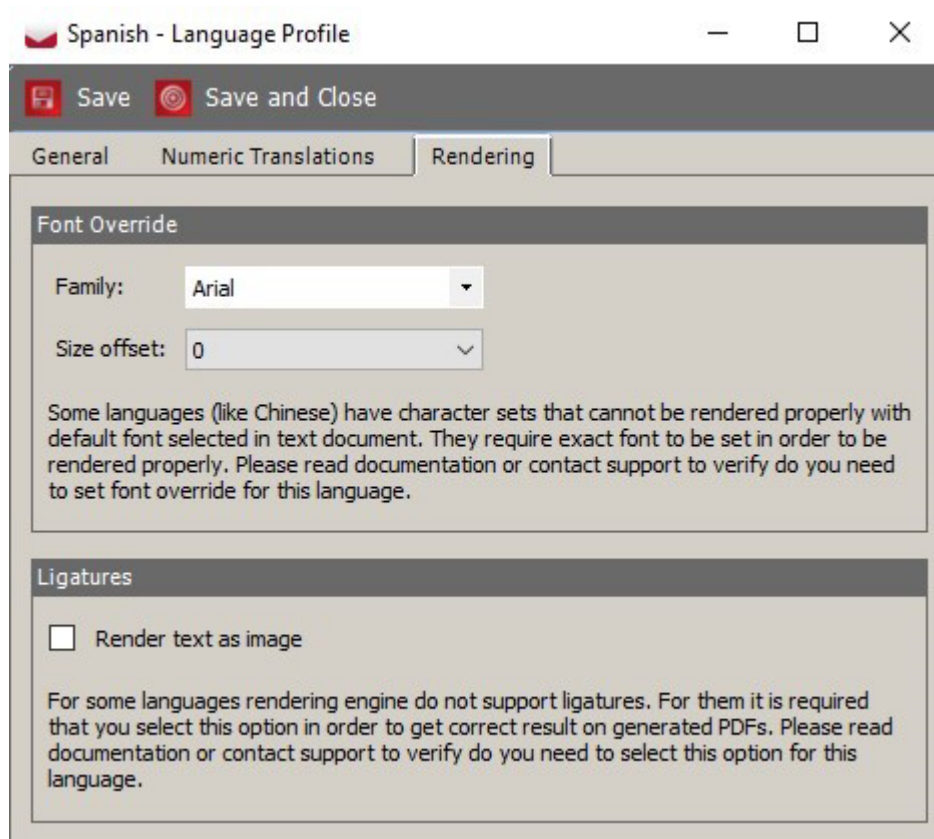 Spanish - Language Profile
Save Save and Close
General Numeric Translations Rendering
Font Override
Family: Arial
Size offset: 0
Some languages (like Chinese) have character sets that cannot be rendered properly with
default font selected in text document. They require exact font to be set in order to be
rendered properly. Please read documentation or contact support to verify do you need
to set font override for this language.
Ligatures
Render text as image
For some languages rendering engine do not support ligatures. For them it is required
that you select this option in order to get correct result on generated PDFs. Please read
documentation or contact support to verify do you need to select this option for this
language.